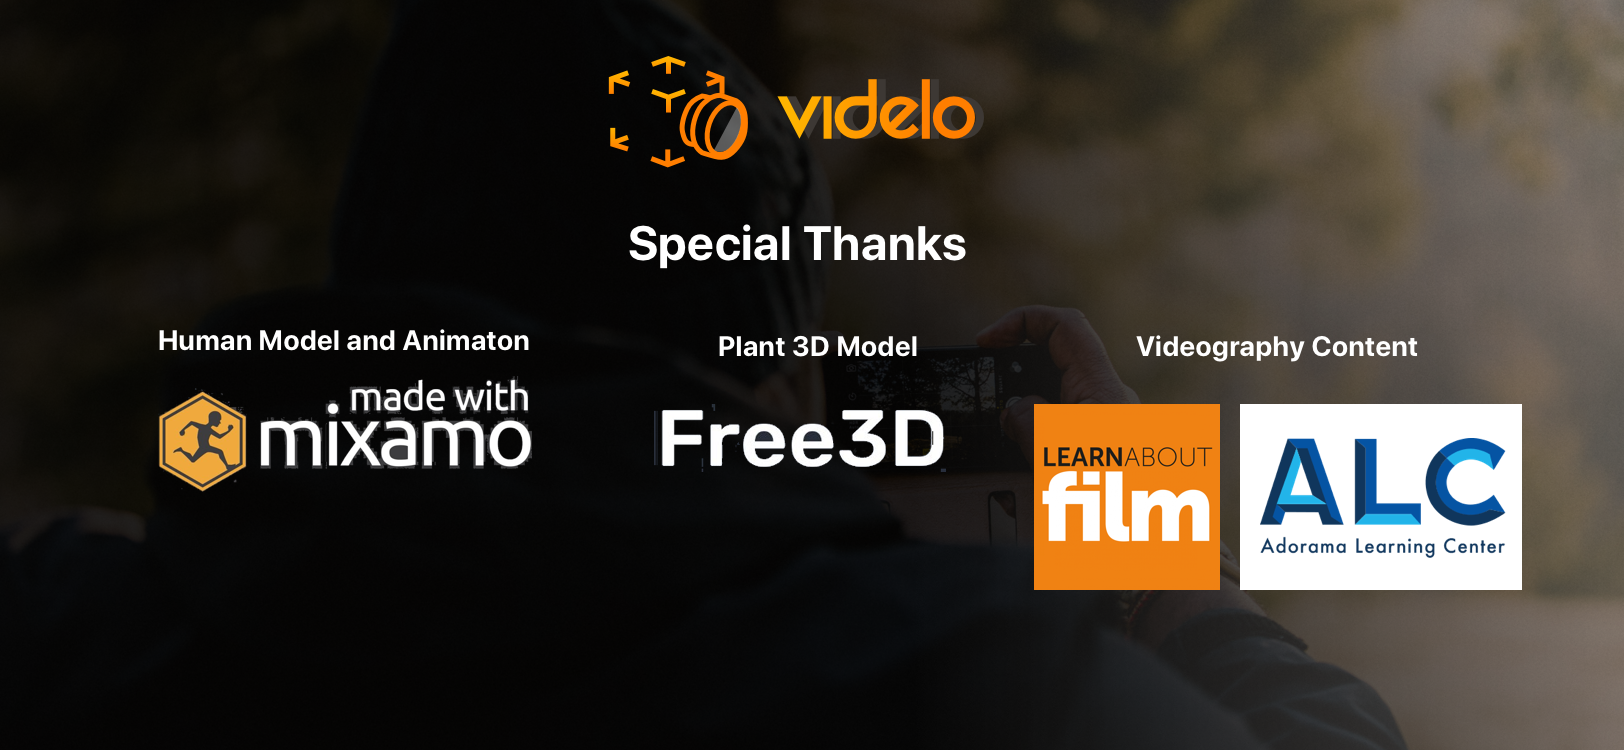 videlo
Special Thanks
Human Model and Animaton
made with
mixamo
Plant 3D Model
Free3D
Videography Content
LEARNABOUT
film
ALC
Adorama Learning Center